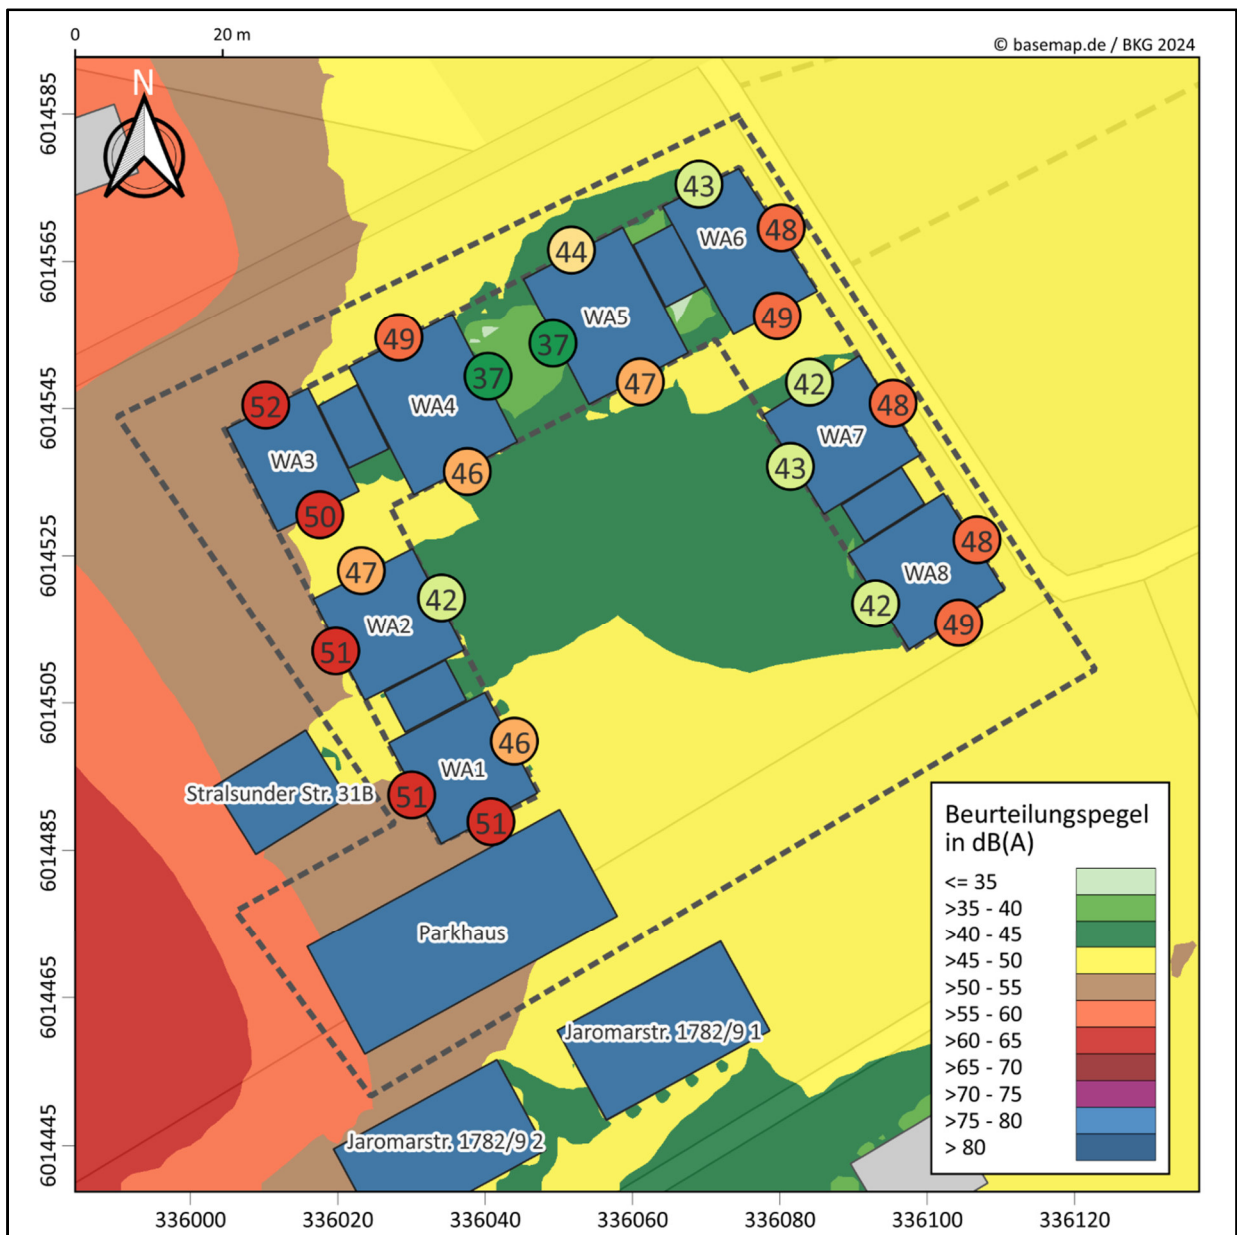 0
20 m
© basemap.de / BKG 2024
N
6014585
6014565
6014545
6014525
6014505
6014485
6014465
6014445
43
WA6
48
44
49
WA5
37
47
49
37
WA4
46
52
WA3
50
42
48
WA7
43
48
WA8
42
49
47
42
WA2
51
46
WA1
51
51
Stralsunder Str. 31B
Parkhaus
Jaromarstr. 1782/9 1
Jaromarstr. 1782/9 2
Beurteilungspegel
in dB(A)
<= 35
>35 - 40
>40 - 45
>45 - 50
>50 - 55
>55 - 60
>60 - 65
>65 - 70
>70 - 75
>75 - 80
> 80
336000
336020
336040
336060
336080
336100
336120